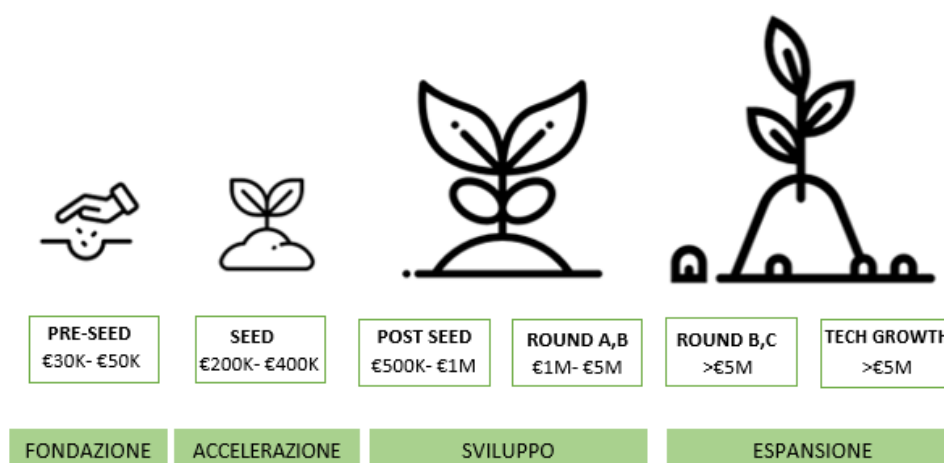 PRE-SEED
€30K- €50K
SEED
€200K- €400K
POST SEED
€500K- €1M
ROUND A,B
€1M- €5M
ROUND B,C
>€5M
TECH GROWTH
>€5M
FONDAZIONE
ACCELERAZIONE
SVILUPPO
ESPANSIONE